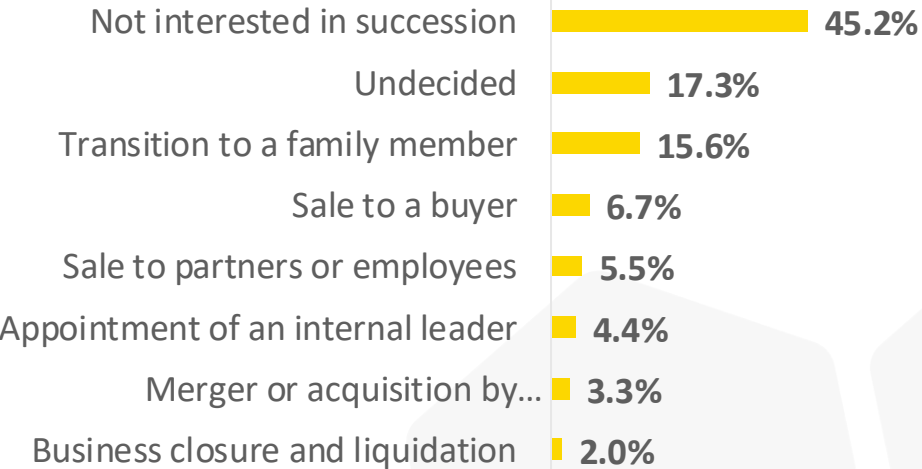 Not interested in succession 45.2%
Undecided 17.3%
Transition to a family member 15.6%
Sale to a buyer 6.7%
Sale to partners or employees 5.5%
Appointment of an internal leader 4.4%
Merger or acquisition by... 3.3%
Business closure and liquidation 2.0%